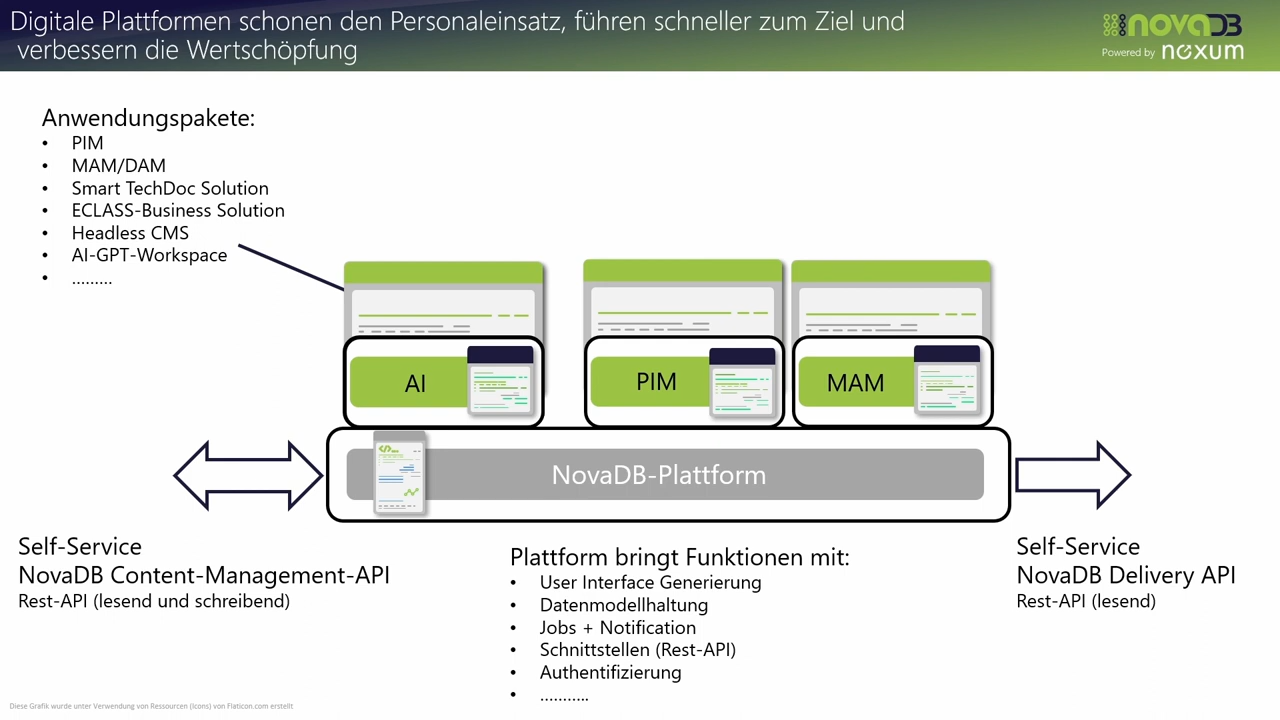 Digitale Plattformen schonen den Personaleinsatz, führen schneller zum Ziel und
verbessern die Wertschöpfung
novaDB
Powered by nexum
Anwendungspakete:
• PIM
• MAM/DAM
• Smart TechDoc Solution
• ECLASS-Business Solution
• Headless CMS
• AI-GPT-Workspace
• .........
AI
PIM
MAM
NovaDB-Plattform
Self-Service
NovaDB Content-Management-API
Rest-API (lesend und schreibend)
Plattform bringt Funktionen mit:
• User Interface Generierung
• Datenmodellhaltung
• Jobs + Notification
• Schnittstellen (Rest-API)
• Authentifizierung
• ...........
Self-Service
NovaDB Delivery API
Rest-API (lesend)
Diese Grafik wurde unter Verwendung von Ressourcen (Icons) von Flaticon.com erstellt